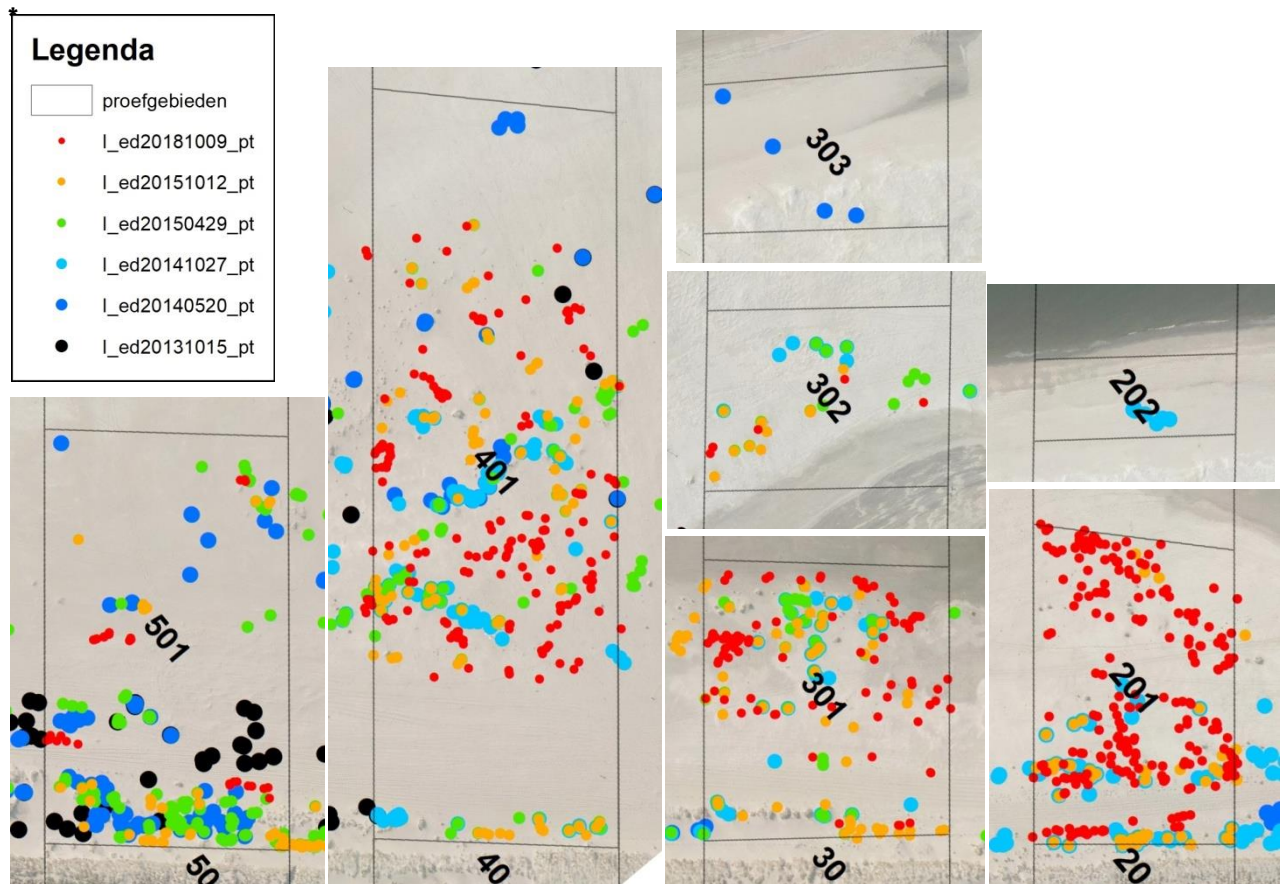 *
Legenda
proefgebieden
l_ed20181009_pt
l_ed20151012_pt
l_ed20150429_pt
l_ed20141027_pt
l_ed20140520_pt
l_ed20131015_pt
303
302
202
401
501
301
201
50
40
30
20